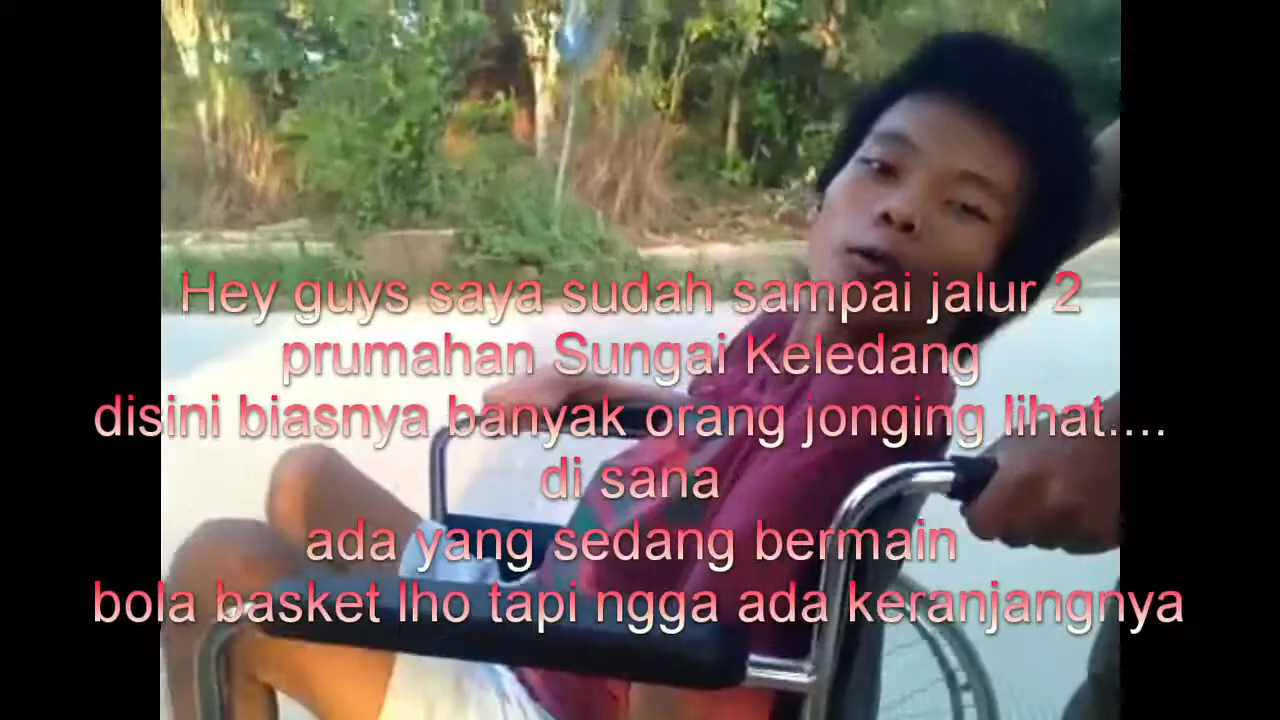 Hey guys saya sudah sampai jalur 2
prumahan Sungai Keledang
disini biasnya banyak orang jonging lihat....
di sana
ada yang sedang bermain
bola basket lho tapi ngga ada keranjangnya